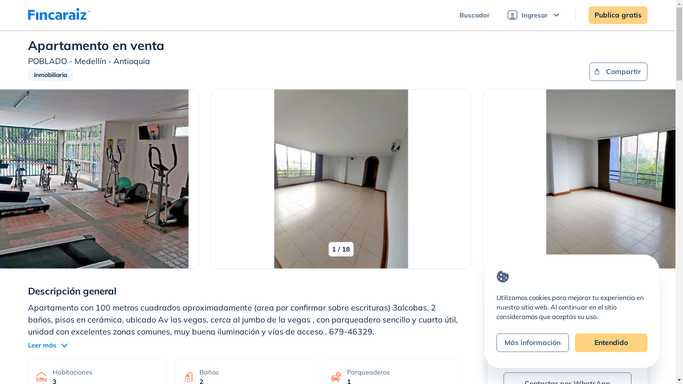 Fincaraiz
Buscador
Ingresar
Publica gratis
Apartamento en venta
POBLADO - Medellín - Antioquia
Inmobiliaria
Compartir
1 / 18
Descripción general
Apartamento con 100 metros cuadrados aproximadamente (area por confirmar sobre escrituras) 3alcobas, 2
baños, pisos en cerámica, ubicado Av las vegas, cerca al jumbo de la vegas , con parqueadero sencillo y cuarto útil,
unidad con excelentes zonas comunes, muy buena iluminación y vías de acceso.. 679-46329.
Leer más
Habitaciones
3
Baños
2
Parqueaderos
1
Utilizamos cookies para mejorar tu experiencia en
nuestro sitio web. Al continuar en el sitio
consideramos que aceptas su uso.
Más información
Entendido
Contactar por WhatsApp